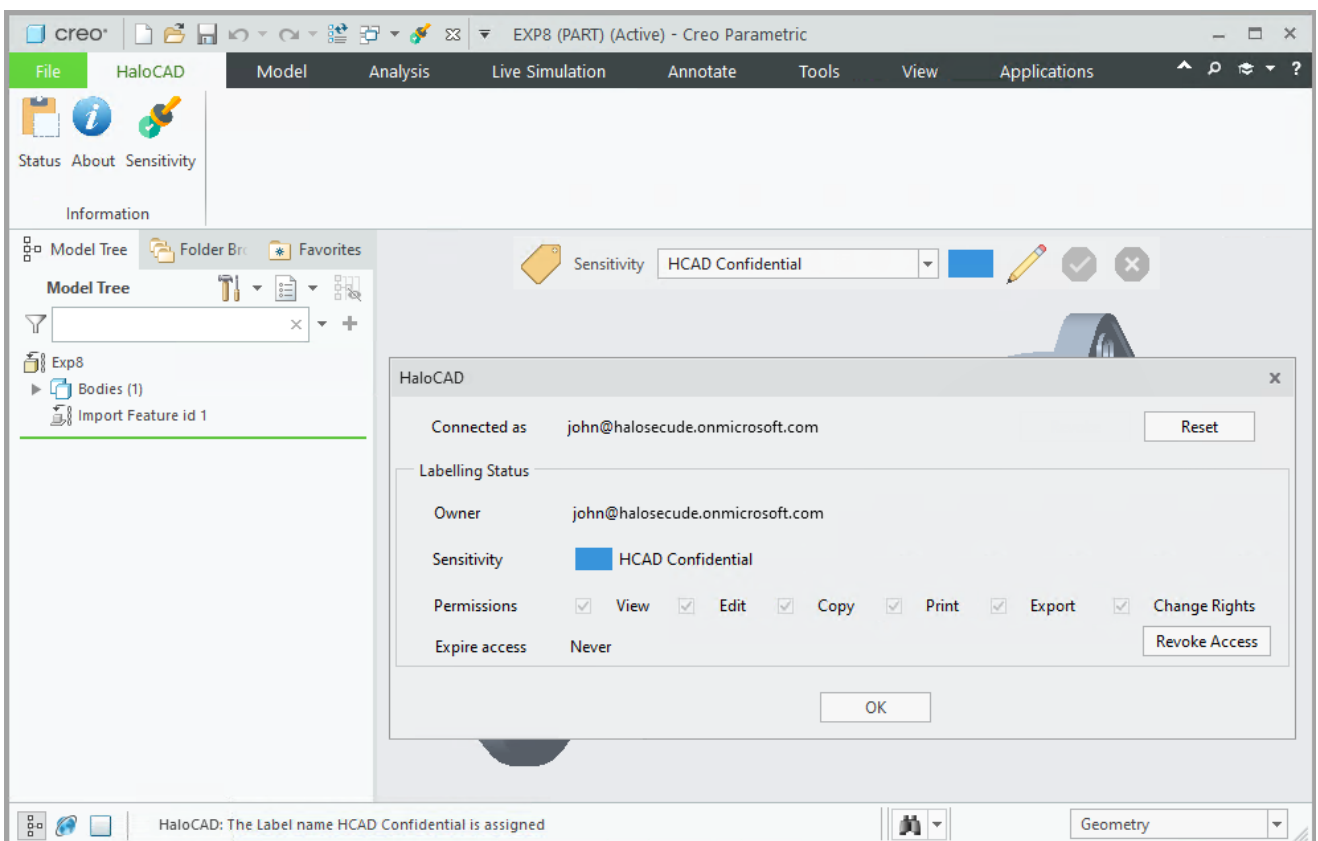 creo EXP8 (PART) (Active) - Creo Parametric
File HaloCAD Model Analysis Live Simulation Annotate Tools View Applications ?
Status About Sensitivity
Information
Model Tree Folder Br Favorites
Sensitivity HCAD Confidential
Model Tree
Exp8
Bodies (1)
Import Feature id 1
HaloCAD
Connected as john@halosecude.onmicrosoft.com Reset
Labelling Status
Owner john@halosecude.onmicrosoft.com
Sensitivity HCAD Confidential
Permissions View Edit Copy Print Export Change Rights
Expire access Never Revoke Access
OK
HaloCAD: The Label name HCAD Confidential is assigned Geometry